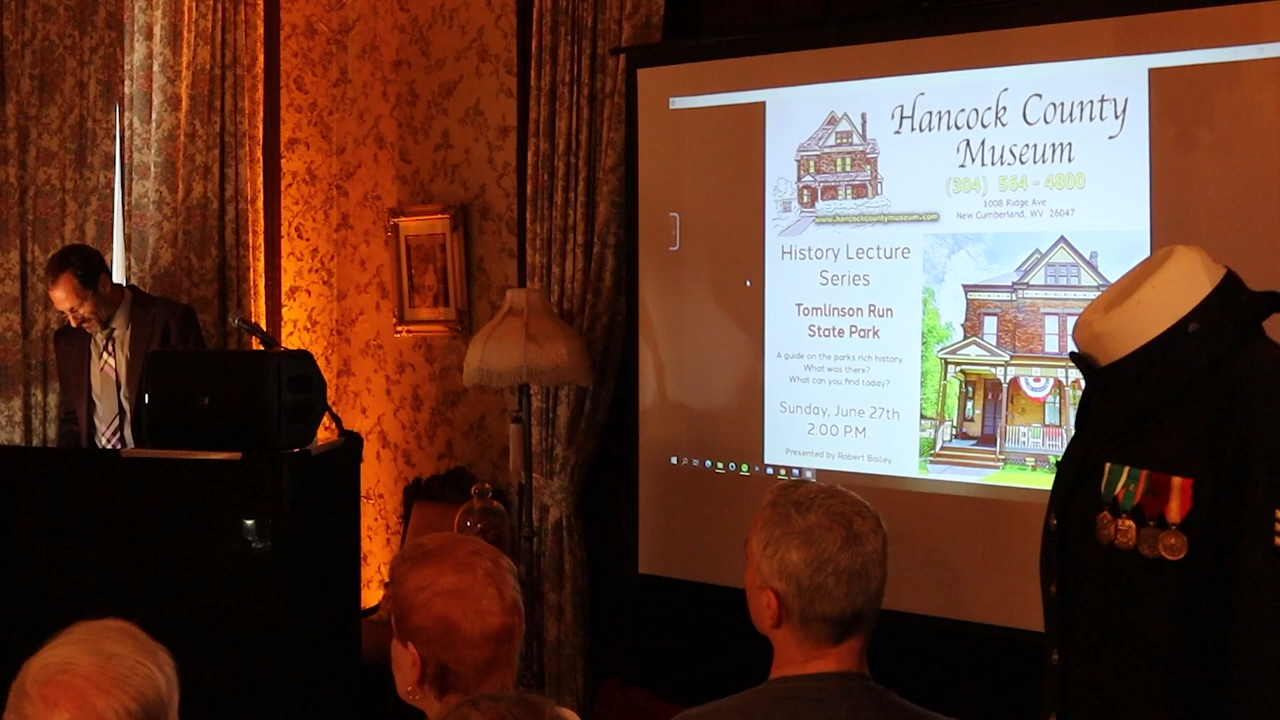 Hancock County
Museum
(304) 564 - 4800
1008 Ridge Ave
New Cumberland, WV 26047
www.hancockcountymuseum.com
History Lecture
Series
Tomlinson Run
State Park
A guide on the parks rich history.
What was there?
What can you find today?
Sunday, June 27th
2:00 P.M.
Presented by Robert Bailey